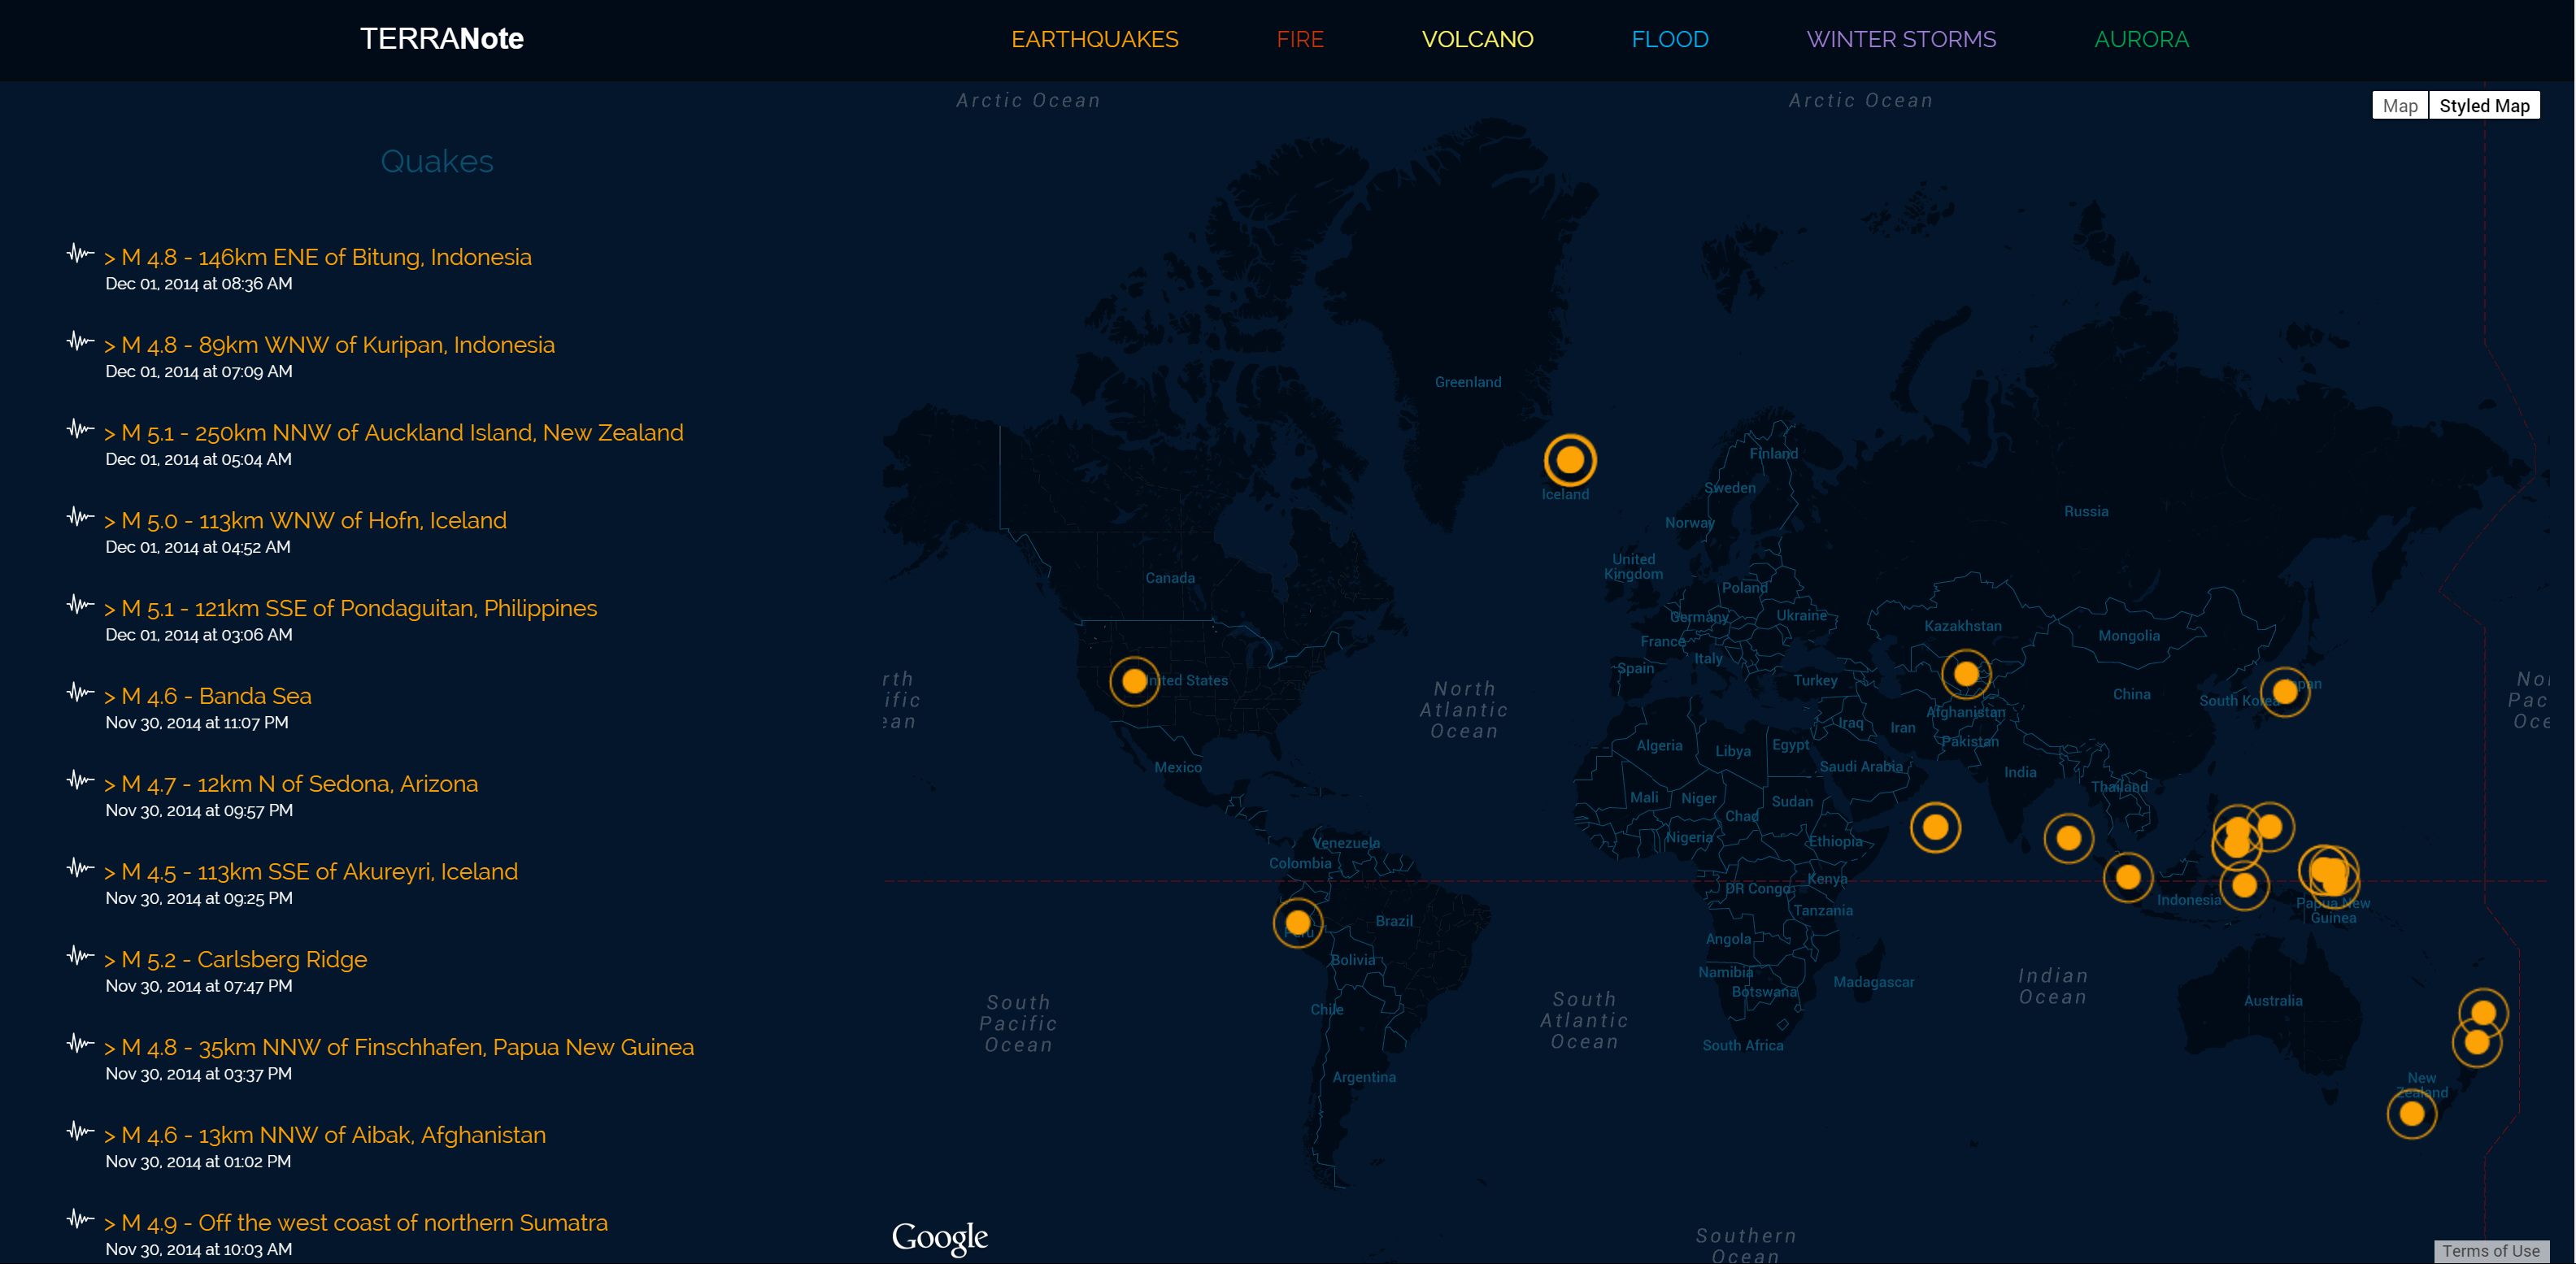 TERRANote
EARTHQUAKES
FIRE
VOLCANO
FLOOD
WINTER STORMS
AURORA
Quakes
> M 4.8 - 146km ENE of Bitung, Indonesia
Dec 01, 2014 at 08:36 AM
> M 4.8 - 89km WNW of Kuripan, Indonesia
Dec 01, 2014 at 07:09 AM
> M 5.1 - 250km NNW of Auckland Island, New Zealand
Dec 01, 2014 at 05:04 AM
> M 5.0 - 113km WNW of Hofn, Iceland
Dec 01, 2014 at 04:52 AM
> M 5.1 - 121km SSE of Pondaguitan, Philippines
Dec 01, 2014 at 03:06 AM
> M 4.6 - Banda Sea
Nov 30, 2014 at 11:07 PM
> M 4.7 - 12km N of Sedona, Arizona
Nov 30, 2014 at 09:57 PM
> M 4.5 - 113km SSE of Akureyri, Iceland
Nov 30, 2014 at 09:25 PM
> M 5.2 - Carlsberg Ridge
Nov 30, 2014 at 07:47 PM
> M 4.8 - 35km NNW of Finschhafen, Papua New Guinea
Nov 30, 2014 at 03:37 PM
> M 4.6 - 13km NNW of Aibak, Afghanistan
Nov 30, 2014 at 01:02 PM
> M 4.9 - Off the west coast of northern Sumatra
Nov 30, 2014 at 10:03 AM
Arctic Ocean
Arctic Ocean
Map
Styled Map
Greenland
Iceland
Finland
Sweden
Norway
Russia
United
Kingdom
Canada
Poland
Germany
Ukraine
France
Kazakhstan
Mongolia
Italy
Spain
United States
Turkey
China
Japan
South Korea
North
Atlantic
Ocean
Afghanistan
Iraq
Iran
Pakistan
Algeria
Libya
Egypt
Saudi Arabia
India
Mexico
Thailand
Mali
Niger
Sudan
Chad
Nigeria
Ethiopia
Venezuela
Colombia
Kenya
DR Congo
Indonesia
Papua New
Guinea
Tanzania
Brazil
Peru
Angola
Bolivia
Namibia
Botswana
Madagascar
Indian
Ocean
Australia
Chile
South
Pacific
Ocean
South
Atlantic
Ocean
South Africa
Argentina
New
Zealand
Google
Southern
Ocean
Terms of Use